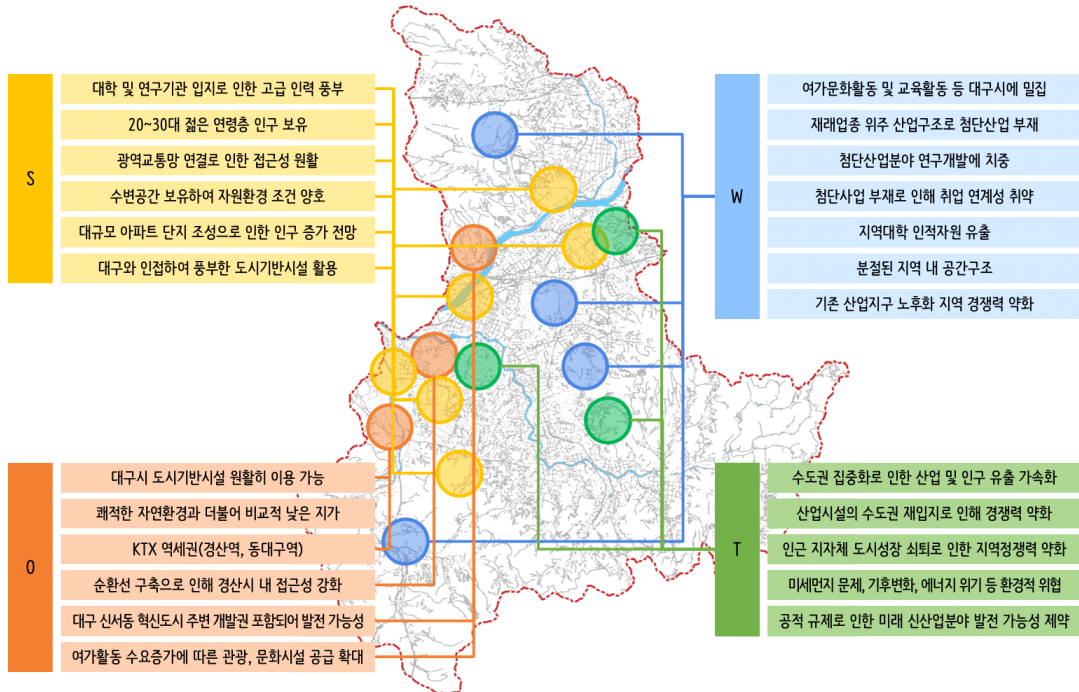 S
대학 및 연구기관 입지로 인한 고급 인력 풍부
20~30대 젊은 연령층 인구 보유
광역교통망 연결로 인한 접근성 원활
수변공간 보유하여 자원환경 조건 양호
대규모 아파트 단지 조성으로 인한 인구 증가 전망
대구와 인접하여 풍부한 도시기반시설 활용
W
여가문화활동 및 교육활동 등 대구시에 밀집
재래업종 위주 산업구조로 첨단산업 부재
첨단산업분야 연구개발에 치중
첨단사업 부재로 인해 취업 연계성 취약
지역대학 인적자원 유출
분절된 지역 내 공간구조
기존 산업지구 노후화 지역 경쟁력 약화
O
대구시 도시기반시설 원활히 이용 가능
쾌적한 자연환경과 더불어 비교적 낮은 지가
KTX 역세권(경산역, 동대구역)
순환선 구축으로 인해 경산시 내 접근성 강화
대구 신서동 혁신도시 주변 개발권 포함되어 발전 가능성
여가활동 수요증가에 따른 관광, 문화시설 공급 확대
T
수도권 집중화로 인한 산업 및 인구 유출 가속화
산업시설의 수도권 재입지로 인해 경쟁력 약화
인근 지자체 도시성장 쇠퇴로 인한 지역정쟁력 약화
미세먼지 문제, 기후변화, 에너지 위기 등 환경적 위협
공적 규제로 인한 미래 신산업분야 발전 가능성 제약